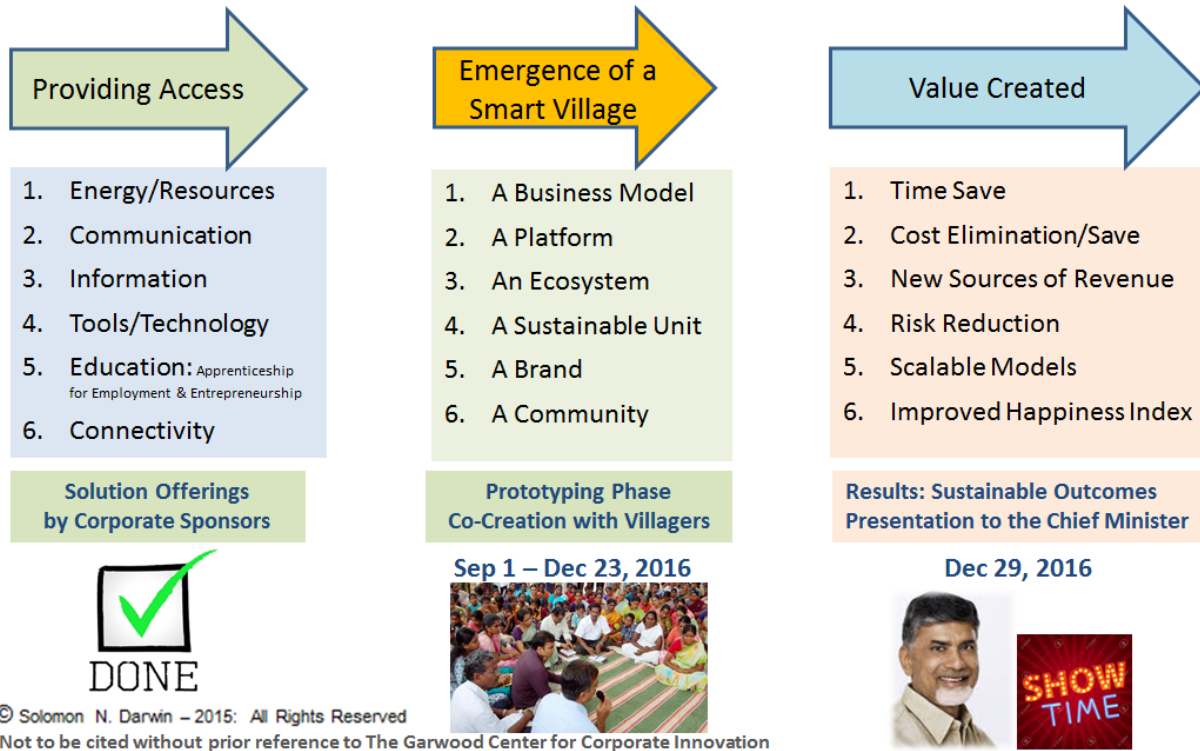 Providing Access
1. Energy/Resources
2. Communication
3. Information
4. Tools/Technology
5. Education: Apprenticeship
for Employment & Entrepreneurship
6. Connectivity
Solution Offerings
by Corporate Sponsors
DONE
Emergence of a
Smart Village
1. A Business Model
2. A Platform
3. An Ecosystem
4. A Sustainable Unit
5. A Brand
6. A Community
Prototyping Phase
Co-Creation with Villagers
Sep 1 – Dec 23, 2016
Value Created
1. Time Save
2. Cost Elimination/Save
3. New Sources of Revenue
4. Risk Reduction
5. Scalable Models
6. Improved Happiness Index
Results: Sustainable Outcomes
Presentation to the Chief Minister
Dec 29, 2016
SHOW
TIME
© Solomon N. Darwin – 2015: All Rights Reserved
Not to be cited without prior reference to The Garwood Center for Corporate Innovation